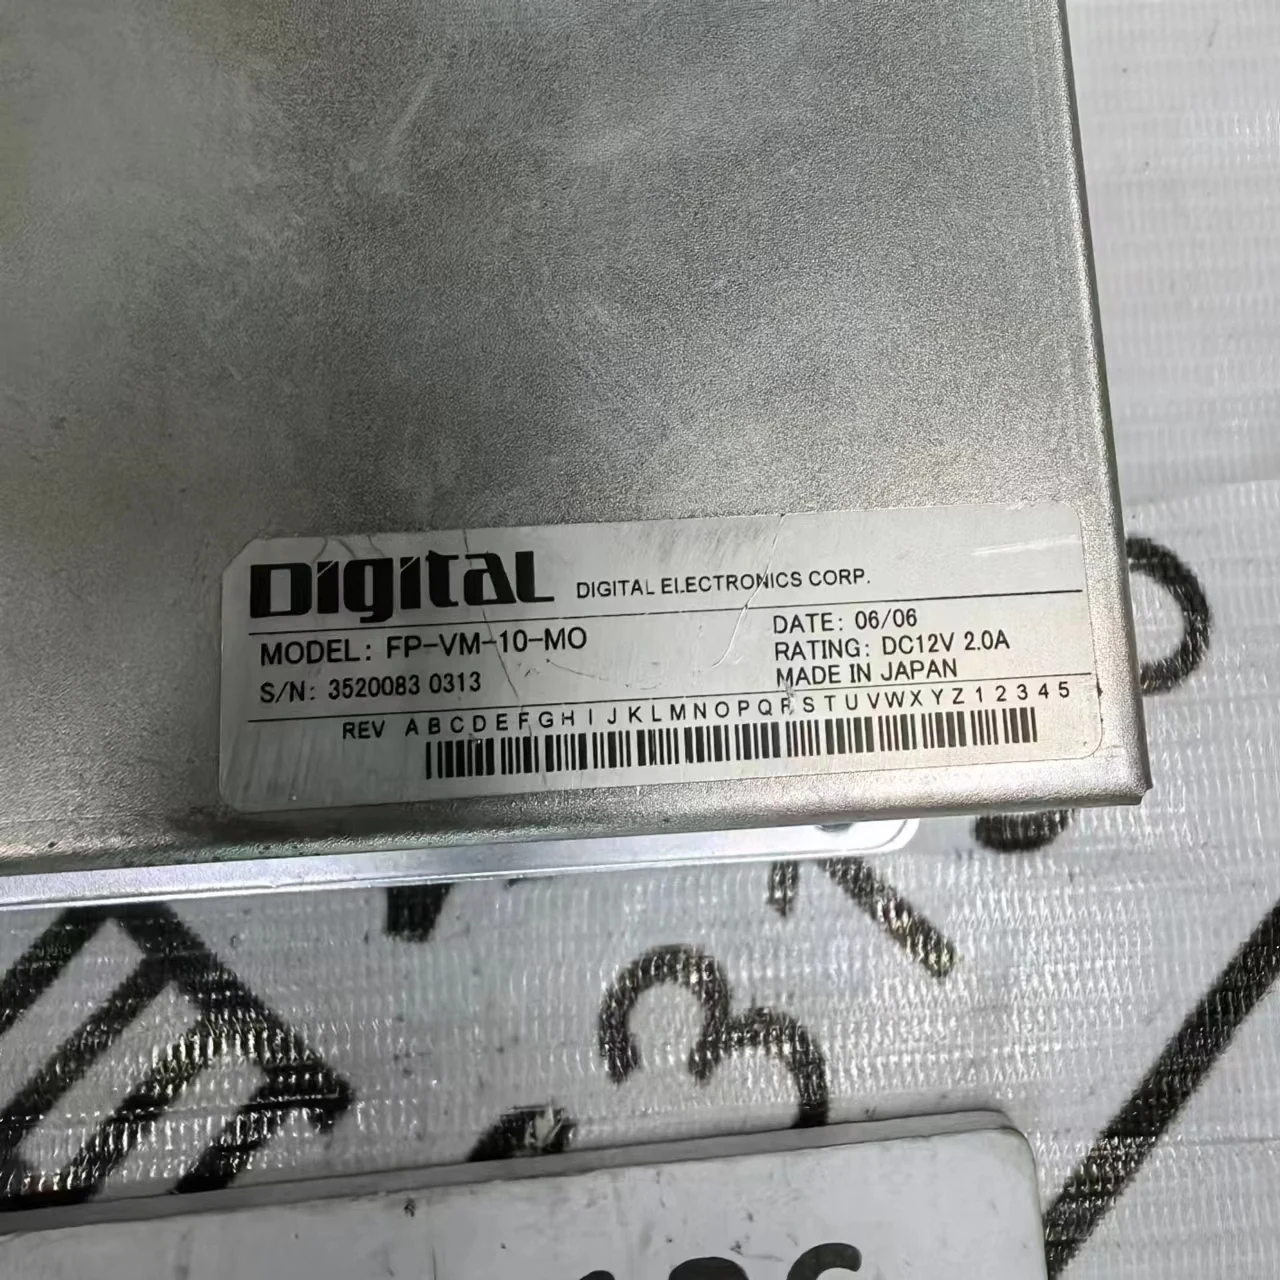 Digital DIGITAL ELECTRONICS CORP.
MODEL: FP-VM-10-MO
DATE: 06/06
S/N: 3520083 0313
RATING: DC12V 2.0A
MADE IN JAPAN
REV A B C D E F G H I J K L M N O P Q R S T U V W X Y Z 1 2 3 4 5
3